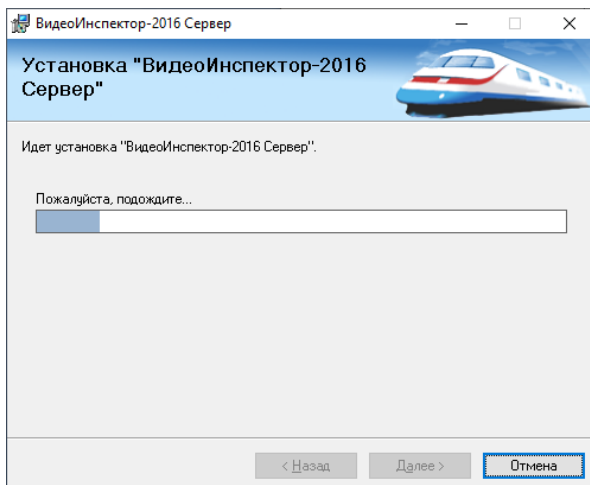 ВидеоИнспектор-2016 Сервер
Установка "ВидеоИнспектор-2016
Сервер"
Идет установка "ВидеоИнспектор-2016 Сервер".
Пожалуйста, подождите...
< Назад
Далее >
Отмена